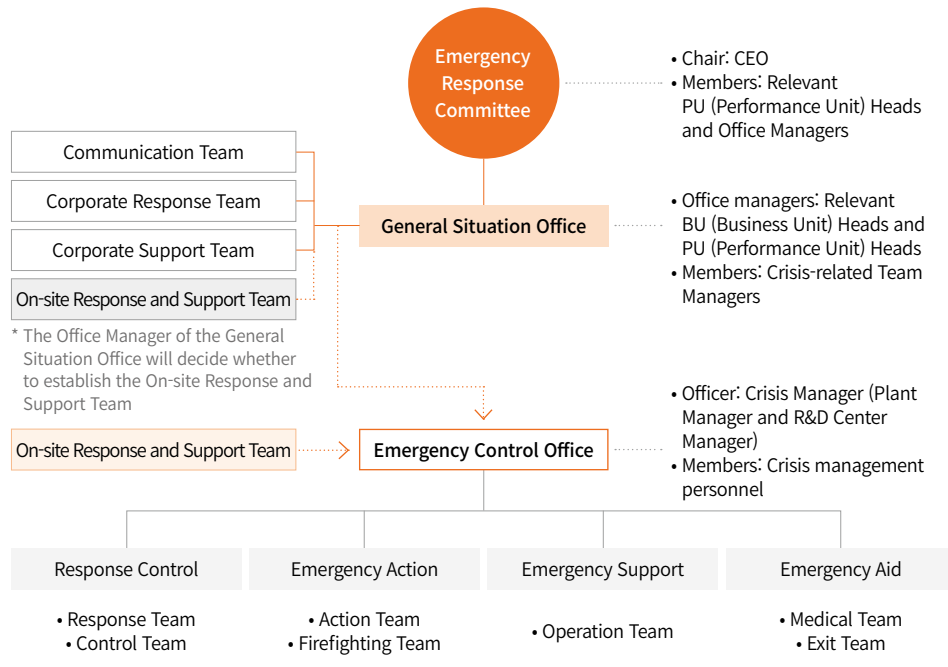 Emergency
Response
Committee
• Chair: CEO
• Members: Relevant
PU (Performance Unit) Heads
and Office Managers
Communication Team
Corporate Response Team
Corporate Support Team
On-site Response and Support Team
* The Office Manager of the General
Situation Office will decide whether
to establish the On-site Response and
Support Team
General Situation Office
• Office managers: Relevant
BU (Business Unit) Heads and
PU (Performance Unit) Heads
• Members: Crisis-related Team
Managers
On-site Response and Support Team
Emergency Control Office
• Officer: Crisis Manager (Plant
Manager and R&D Center
Manager)
• Members: Crisis management
personnel
Response Control
• Response Team
• Control Team
Emergency Action
• Action Team
• Firefighting Team
Emergency Support
• Operation Team
Emergency Aid
• Medical Team
• Exit Team